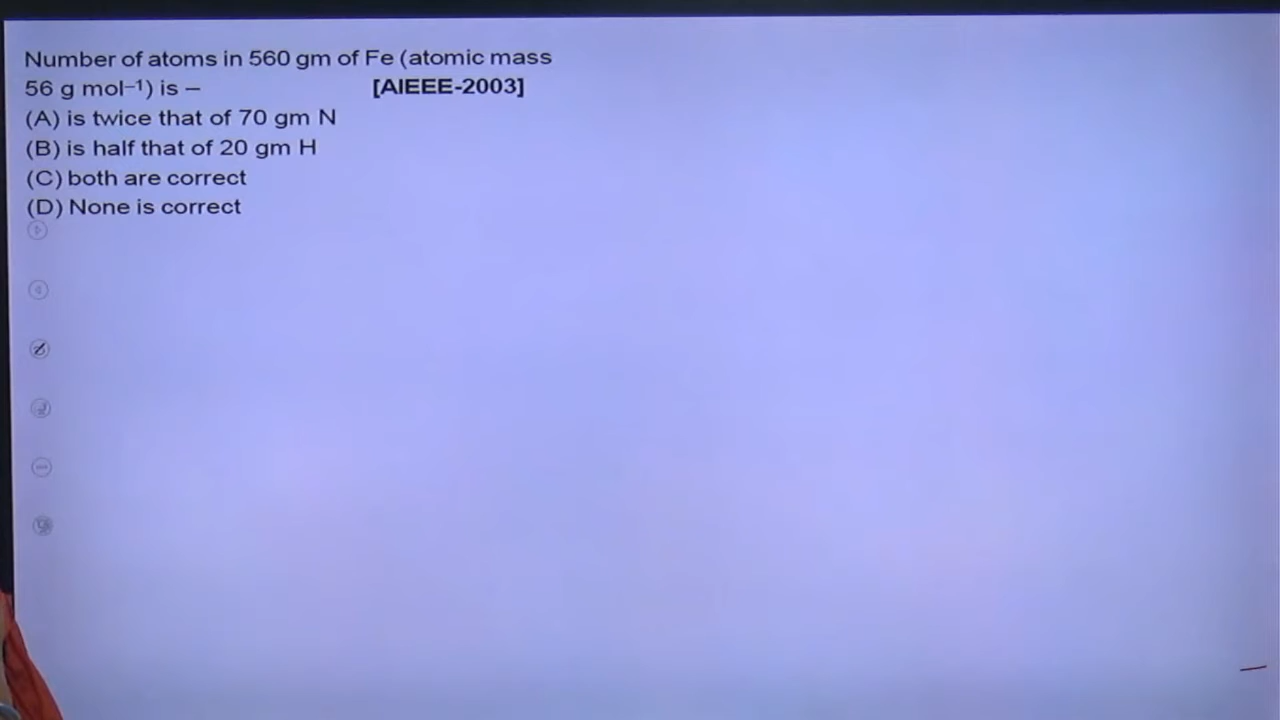 Number of atoms in 560 gm of Fe (atomic mass
56 g mol⁻¹) is – [AIEEE-2003]
(A) is twice that of 70 gm N
(B) is half that of 20 gm H
(C) both are correct
(D) None is correct